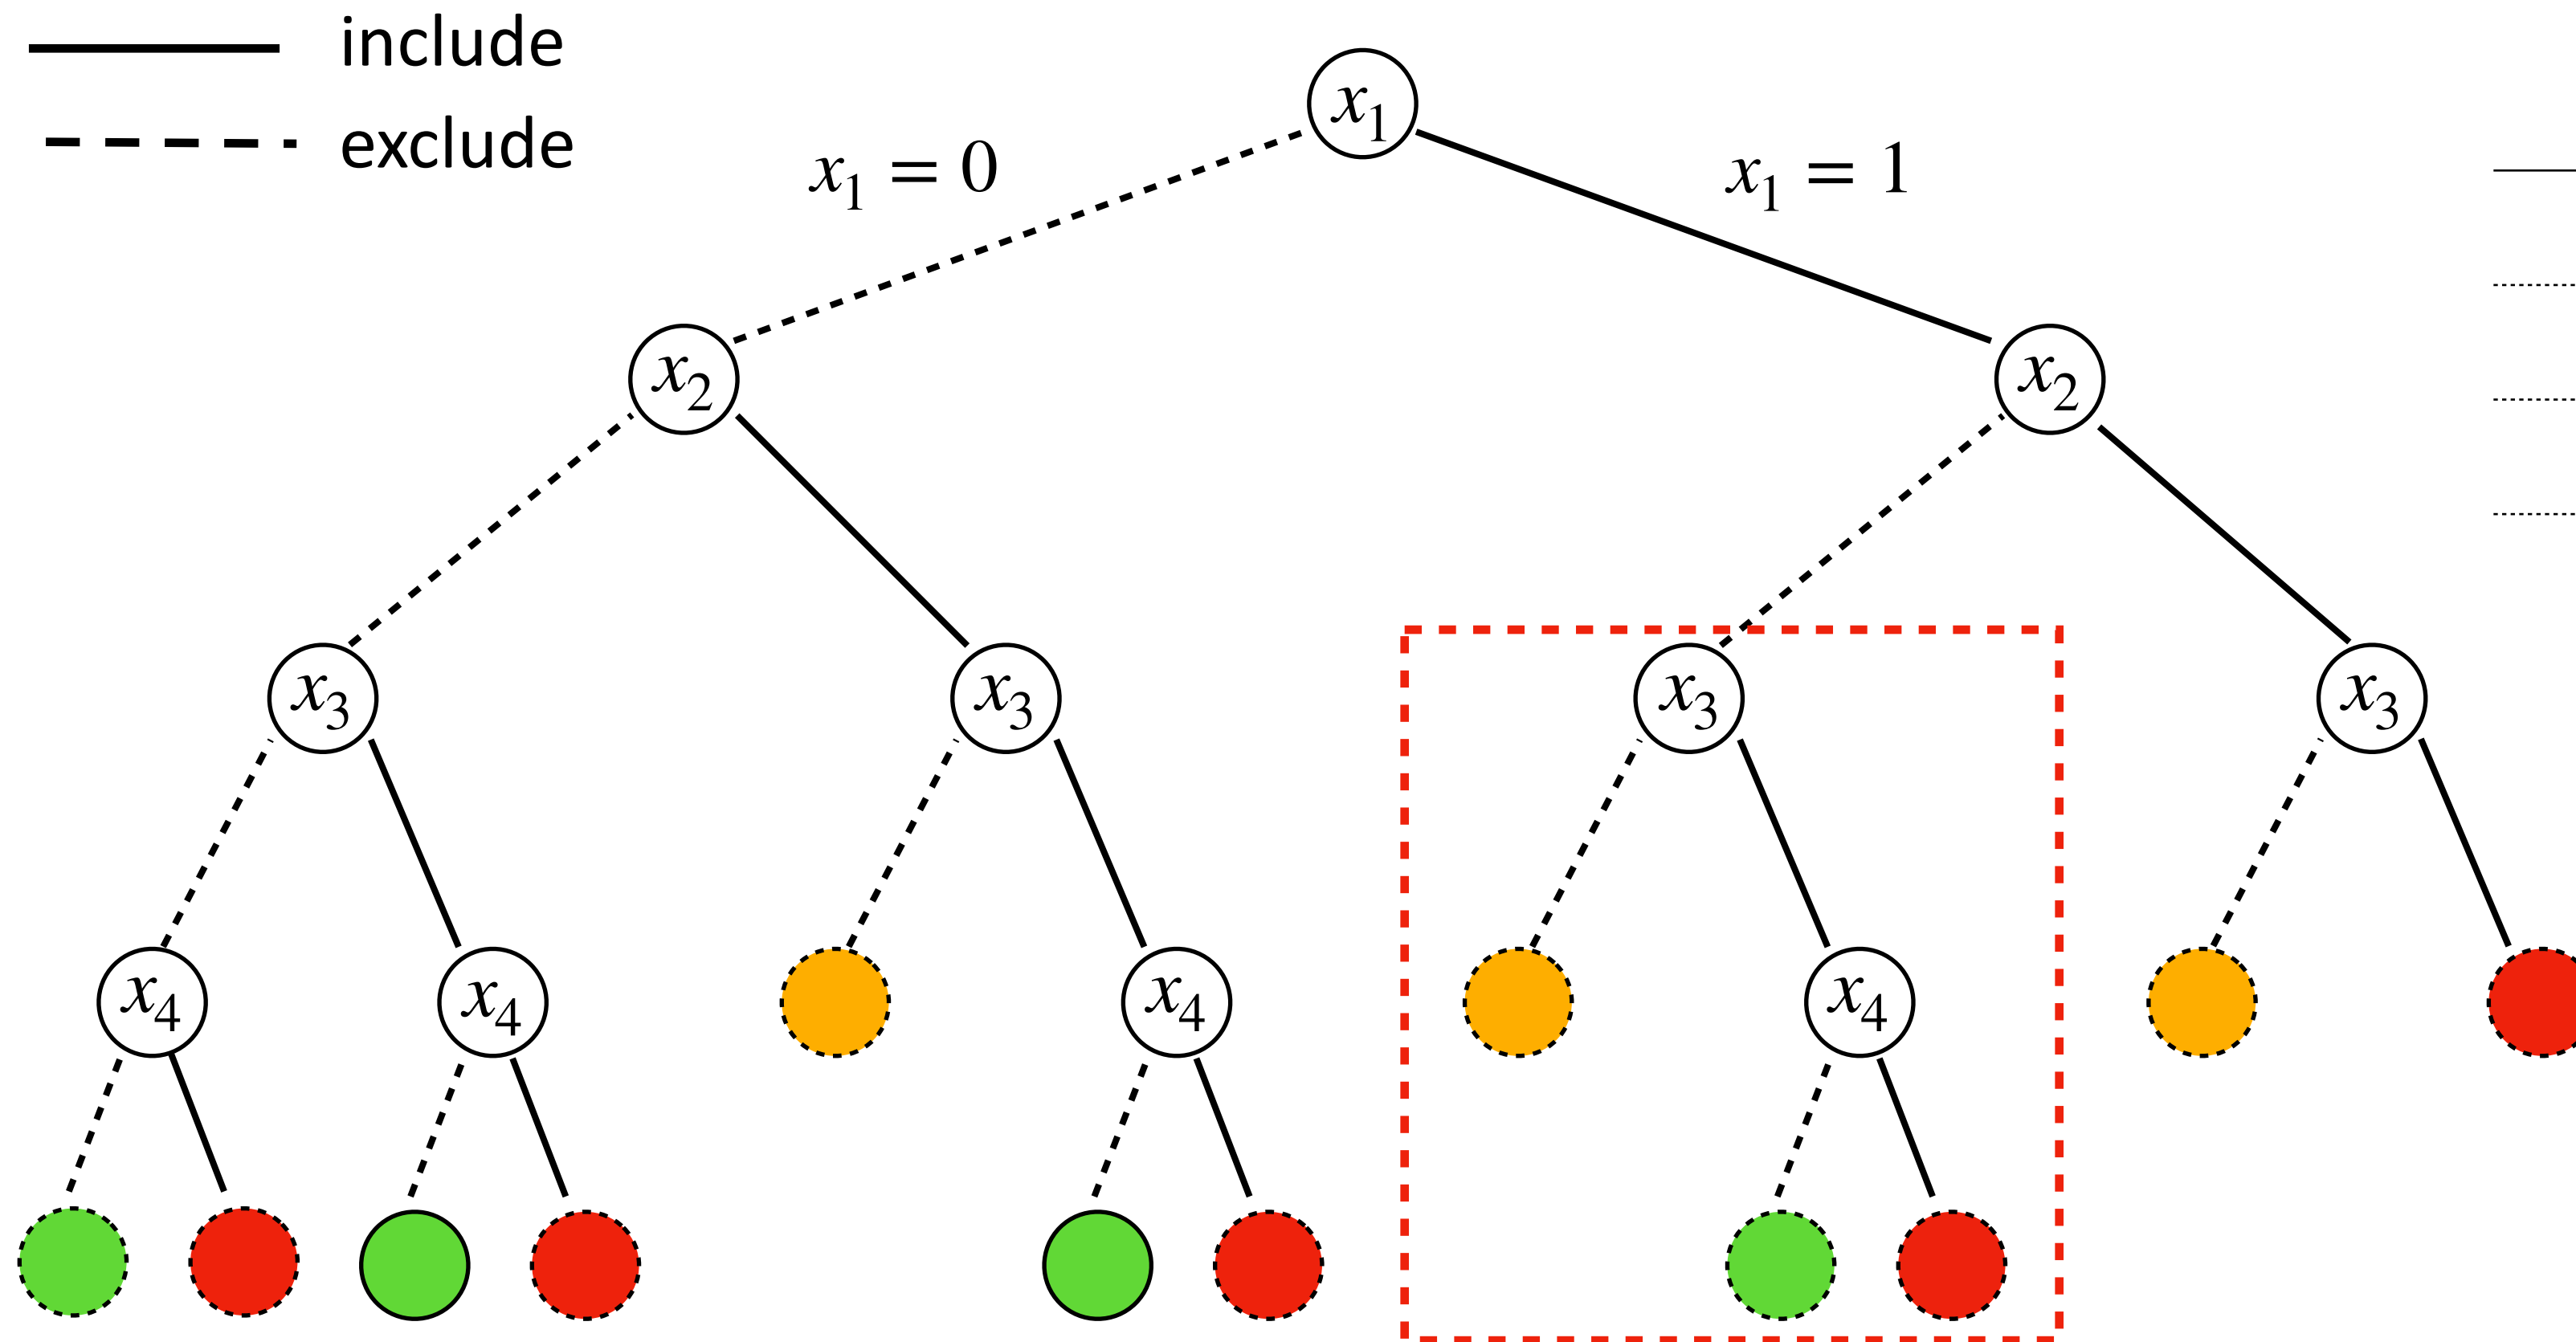 include
exclude
x₁
x₁ = 0
x₁ = 1
x₂
x₂
x₃
x₃
x₃
x₃
x₄
x₄
x₄
x₄